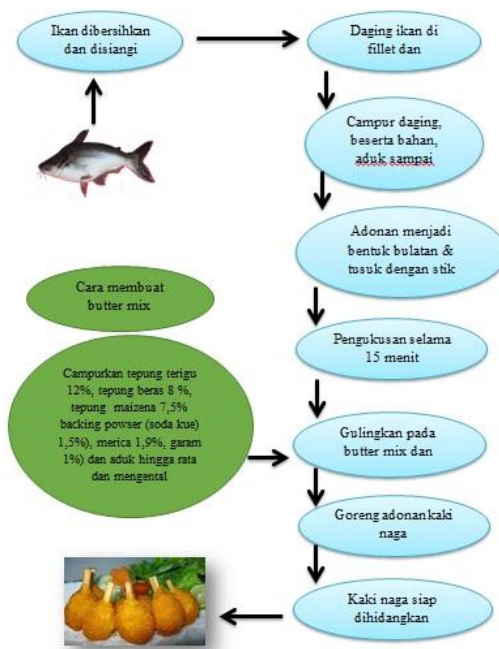 Ikan dibersihkan
dan disiangi
Daging ikan di
fillet dan
Campur daging,
beserta bahan,
aduk sampai
Adonan menjadi
bentuk bulatan &
tusuk dengan stik
Pengukusan selama
15 menit
Cara membuat
butter mix
Campurkan tepung terigu
12%, tepung beras 8 %,
tepung maizena 7,5%
backing powser (soda kue)
1,5%), merica 1,9%, garam
1%) dan aduk hingga rata
dan mengental
Gulingkan pada
butter mix dan
Goreng adonan kaki
naga
Kaki naga siap
dihidangkan